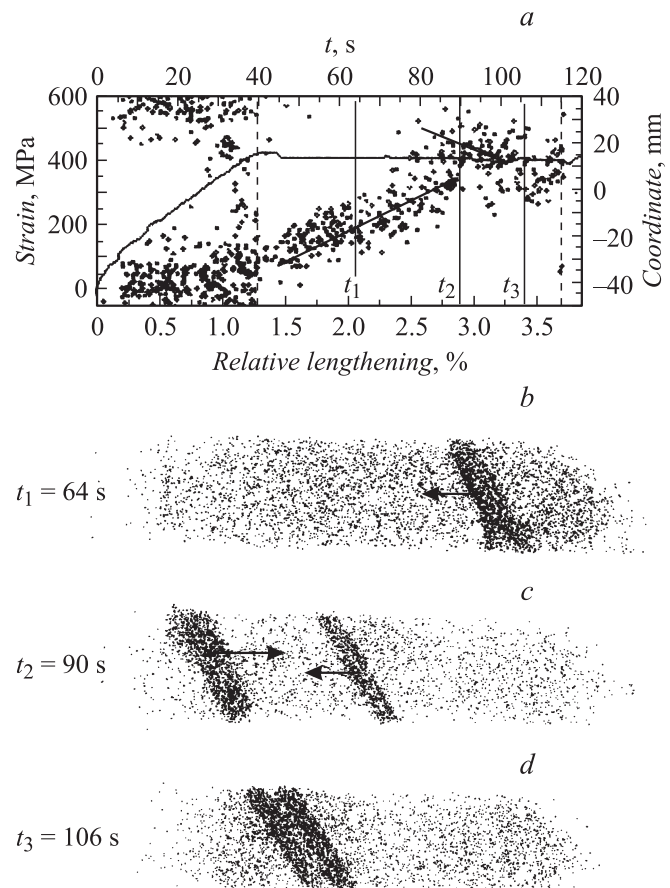 a
t, s
0 20 40 60 80 100 120
600 400 200 0
Strain, MPa
40 20 0 –20 –40
Coordinate, mm
t1 t2 t3
0 0.5 1.0 1.5 2.0 2.5 3.0 3.5
Relative lengthening, %
b
t1 = 64 s
c
t2 = 90 s
d
t3 = 106 s